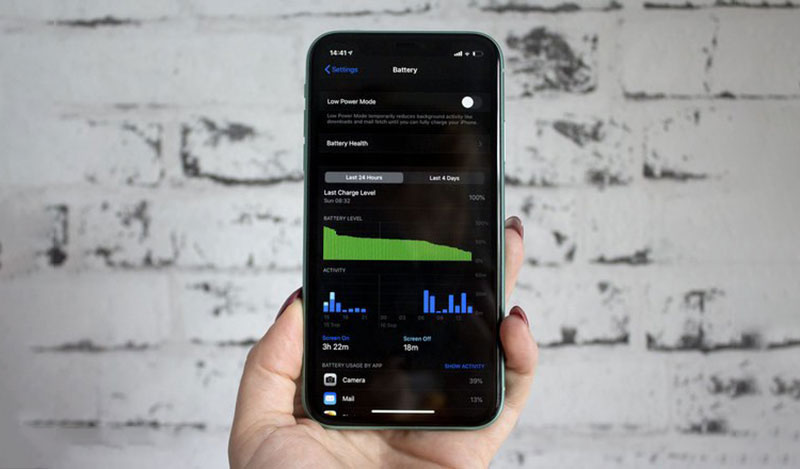 14:41
Settings
Battery
Low Power Mode
Low Power Mode temporarily reduces background activity like
downloads and mail fetch until you can fully charge your iPhone.
Battery Health
Last 24 Hours
Last 4 Days
Last Charge Level
Sun 08:32
100%
BATTERY LEVEL
100%
50%
0%
ACTIVITY
Screen On
Screen Off
3h 22m
18m
BATTERY USAGE BY APP
SHOW ACTIVITY
Camera
39%
Mail
13%